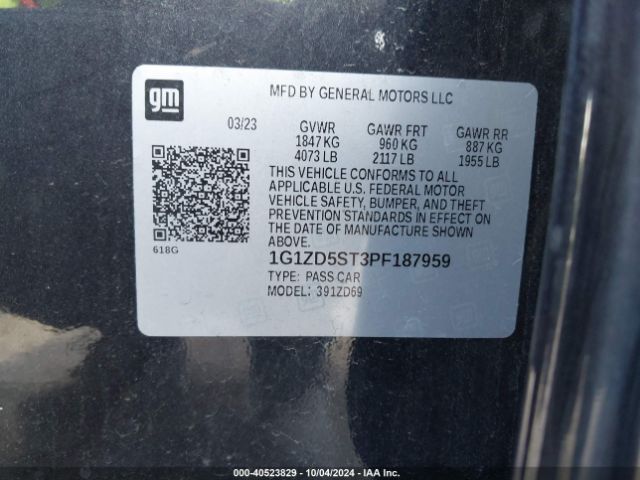 gm
MFD BY GENERAL MOTORS LLC
03/23 GVWR GAWR FRT GAWR RR
1847 KG 960 KG 887 KG
4073 LB 2117 LB 1955 LB
THIS VEHICLE CONFORMS TO ALL
APPLICABLE U.S. FEDERAL MOTOR
VEHICLE SAFETY, BUMPER, AND THEFT
PREVENTION STANDARDS IN EFFECT ON
THE DATE OF MANUFACTURE SHOWN
ABOVE.
618G
1G1ZD5ST3PF187959
TYPE: PASS CAR
MODEL: 391ZD69
000-40523829 - 10/04/2024 - IAA Inc.